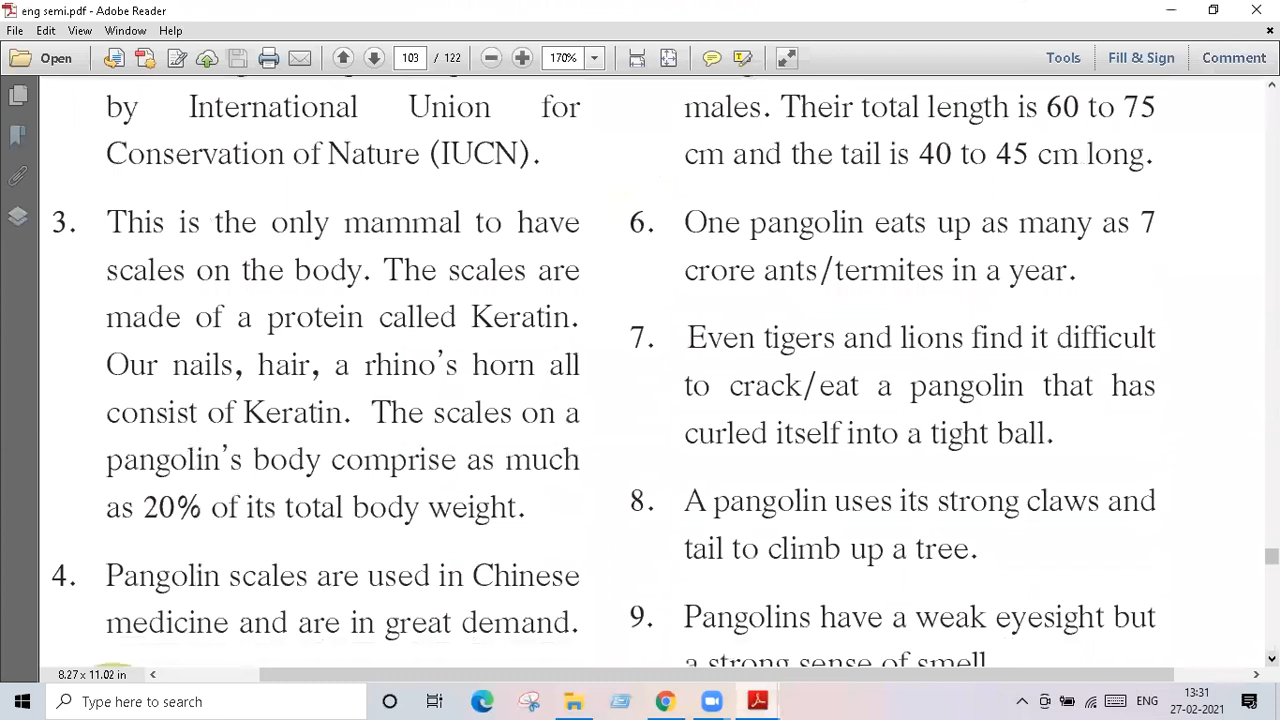 eng semi.pdf - Adobe Reader
File Edit View Window Help
Open 103 / 122 170% Tools Fill & Sign Comment
by International Union for
Conservation of Nature (IUCN).
3. This is the only mammal to have
scales on the body. The scales are
made of a protein called Keratin.
Our nails, hair, a rhino's horn all
consist of Keratin. The scales on a
pangolin's body comprise as much
as 20% of its total body weight.
4. Pangolin scales are used in Chinese
medicine and are in great demand.
males. Their total length is 60 to 75
cm and the tail is 40 to 45 cm long.
6. One pangolin eats up as many as 7
crore ants/termites in a year.
7. Even tigers and lions find it difficult
to crack/eat a pangolin that has
curled itself into a tight ball.
8. A pangolin uses its strong claws and
tail to climb up a tree.
9. Pangolins have a weak eyesight but
a strong sense of smell
8.27 x 11.02 in
Type here to search
ENG
13:31
27-02-2021